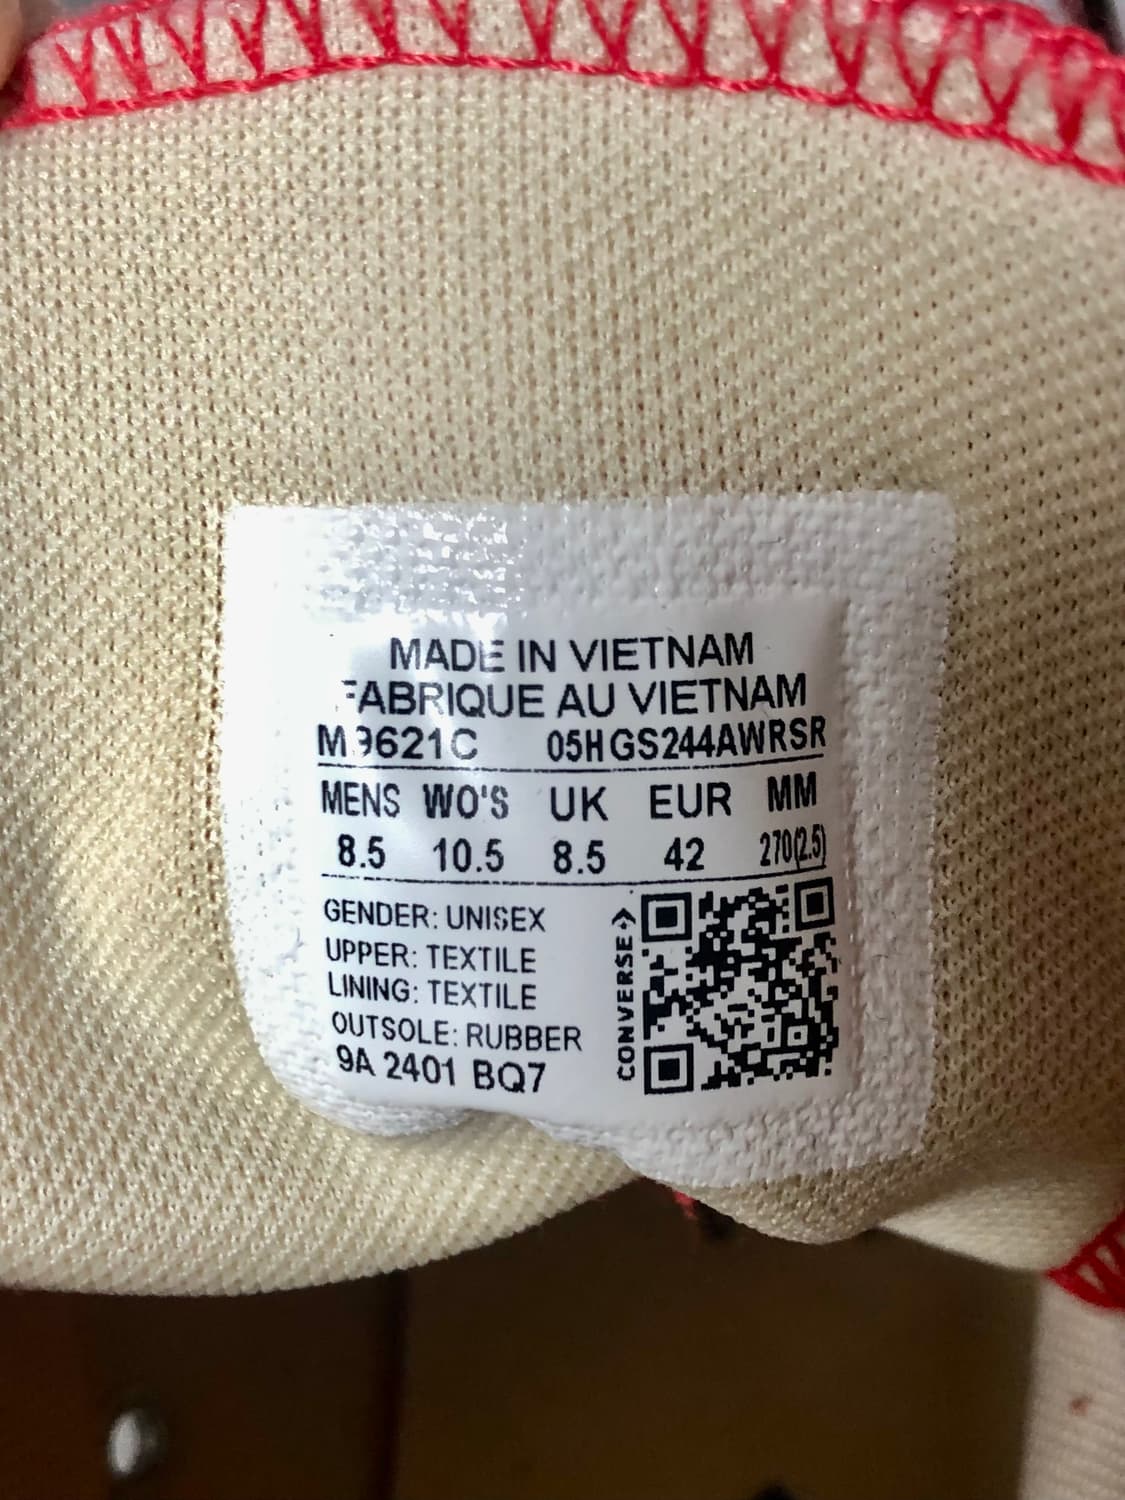 MADE IN VIETNAM
FABRIQUE AU VIETNAM
M9621C 05HGS244AWRSR
MENS WO'S UK EUR MM
8.5 10.5 8.5 42 270(2.5)
GENDER: UNISEX
UPPER: TEXTILE
LINING: TEXTILE
OUTSOLE: RUBBER
9A 2401 BQ7
CONVERSE